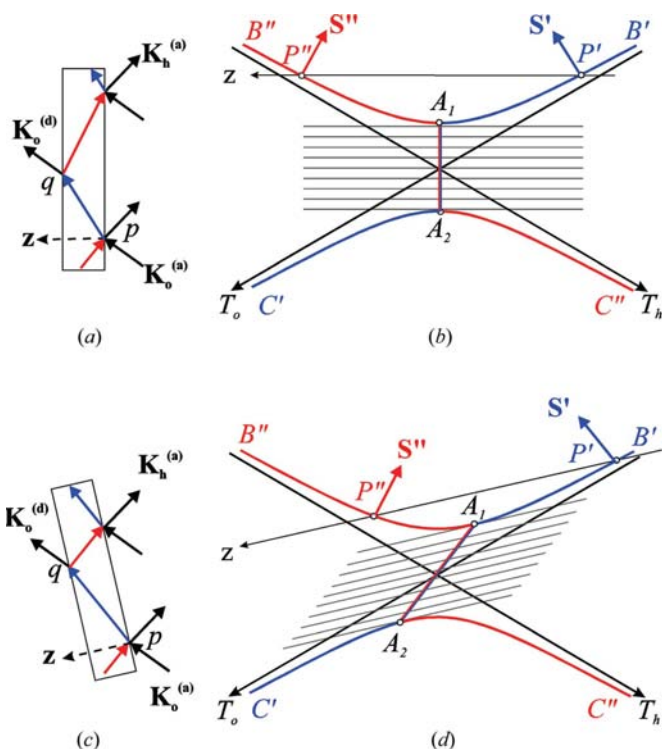 K_h^(a)
K_o^(d)
q
z
p
K_o^(a)
(a)
B" S" S' B'
P" P'
z
A_1
A_2
T_o C' C" T_h
(b)
K_h^(a)
K_o^(d)
q
p
z
K_o^(a)
(c)
B" S" S' B'
P" P'
A_1
z
A_2
T_o C' C" T_h
(d)